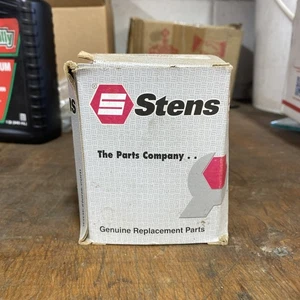 Stens
The Parts Company . .
Genuine Replacement Parts